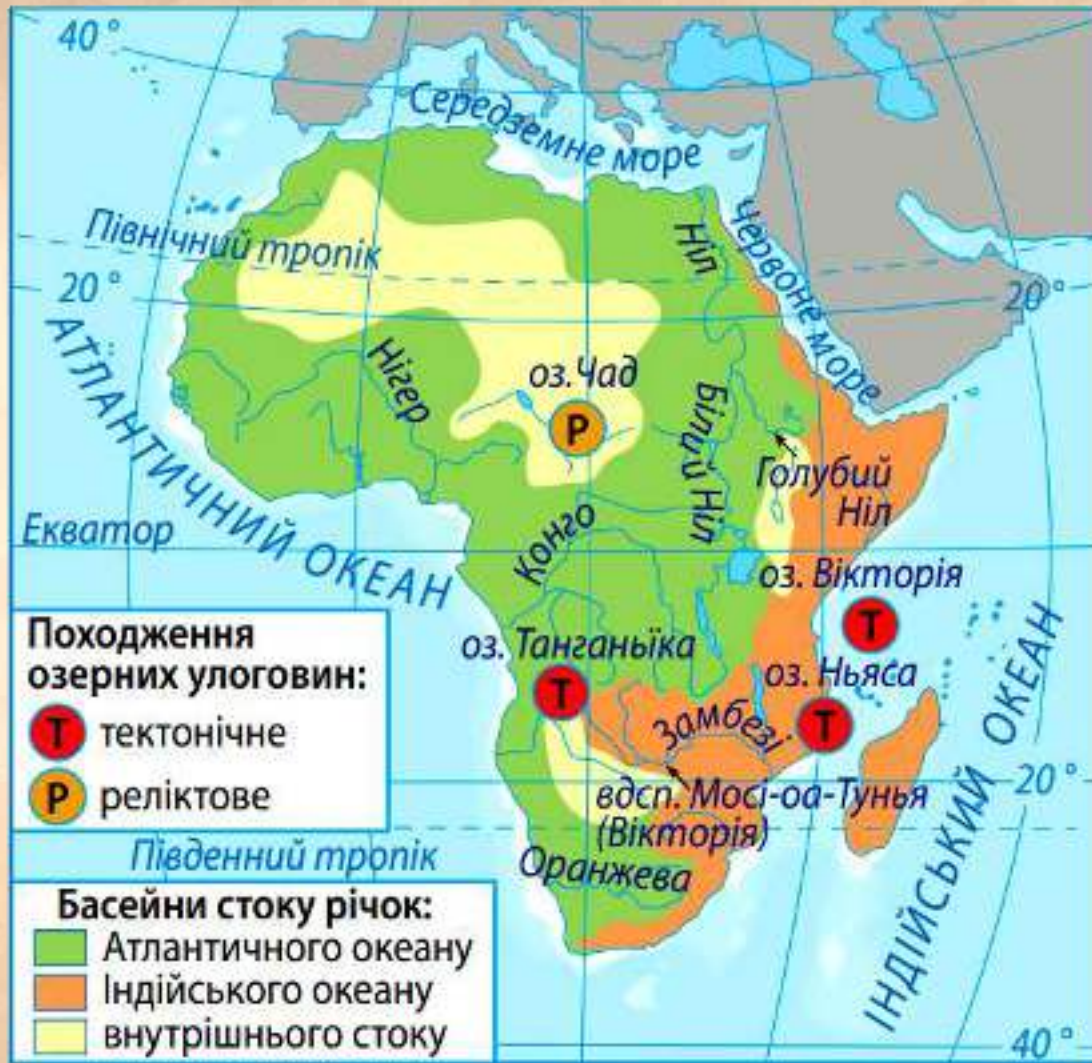 40 °
Середземне море
Північний тропік
20 °
Ніл
Червоне море
20 °
АТЛАНТИЧНИЙ ОКЕАН
Нігер
оз. Чад
Р
Білий Ніл
Голубий
Ніл
Екватор
Конго
оз. Вікторія
Т
оз. Танганьїка
Т
оз. Ньяса
Т
Замбезі
ІНДІЙСЬКИЙ ОКЕАН
20 °
вдсп. Мосі-оа-Тунья
(Вікторія)
Південний тропік
Оранжева
40 °
Походження
озерних улоговин:
Т тектонічне
Р реліктове
Басейни стоку річок:
Атлантичного океану
Індійського океану
внутрішнього стоку